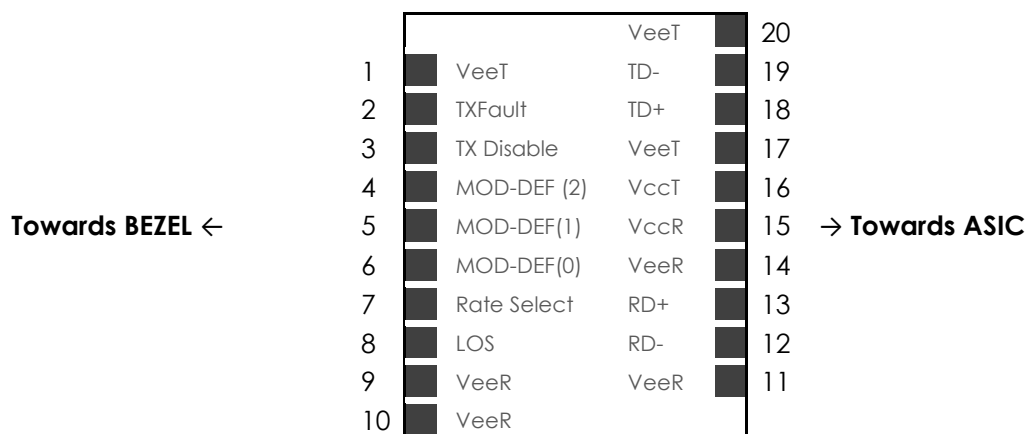 VeeT 20
1 VeeT TD- 19
2 TXFault TD+ 18
3 TX Disable VeeT 17
4 MOD-DEF (2) VccT 16
Towards BEZEL ← 5 MOD-DEF(1) VccR 15 → Towards ASIC
6 MOD-DEF(0) VeeR 14
7 Rate Select RD+ 13
8 LOS RD- 12
9 VeeR VeeR 11
10 VeeR